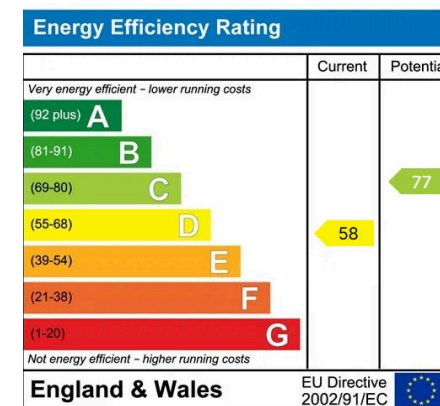 Energy Efficiency Rating
Current Potentia
Very energy efficient – lower running costs
(92 plus) A
(81-91) B
(69-80) C
77
(55-68) D
58
(39-54) E
(21-38) F
(1-20) G
Not energy efficient – higher running costs
England & Wales
EU Directive
2002/91/EC